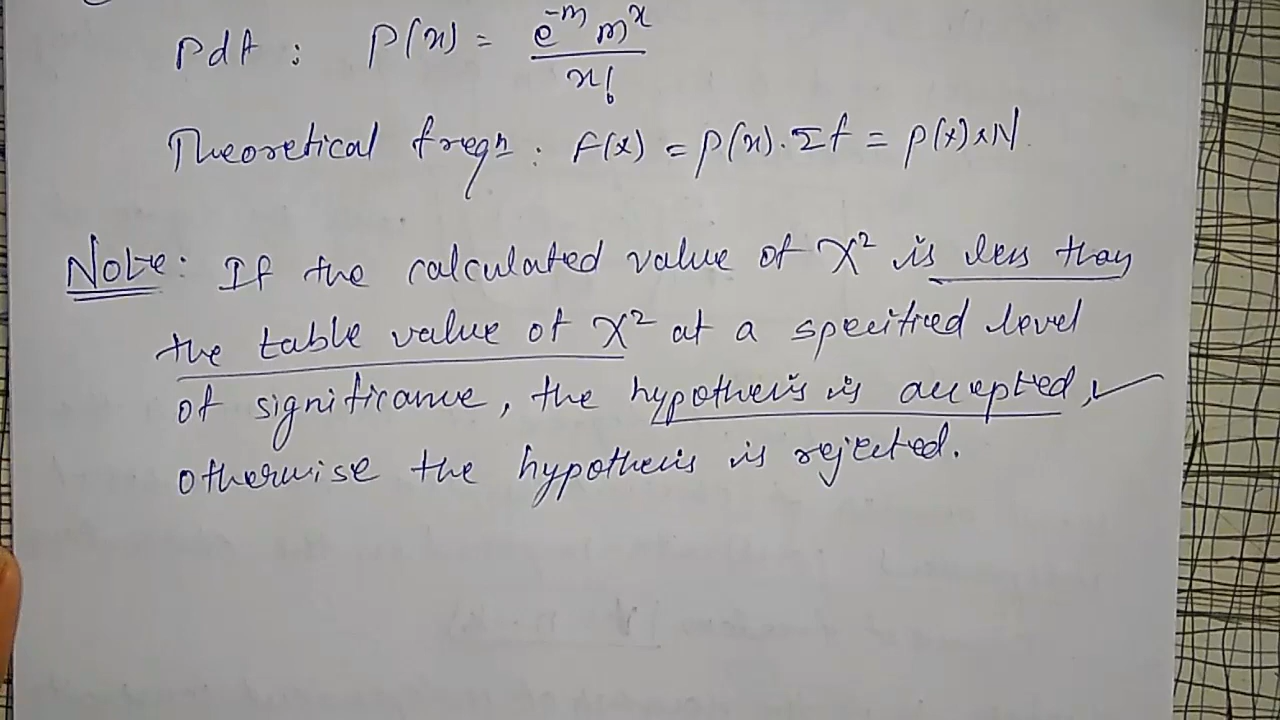 Pdf : P(x) = e^-m m^x / x!
Theoretical freqn : F(x) = p(x). Σf = p(x)×N
Note: If the calculated value of χ² is less than
the table value of χ² at a specified level
of significance, the hypothesis is accepted,
otherwise the hypothesis is rejected.